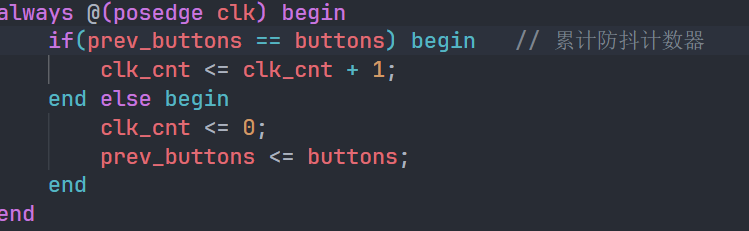 always @(posedge clk) begin
    if(prev_buttons == buttons) begin   // 累计防抖计数器
        clk_cnt <= clk_cnt + 1;
    end else begin
        clk_cnt <= 0;
        prev_buttons <= buttons;
    end
end